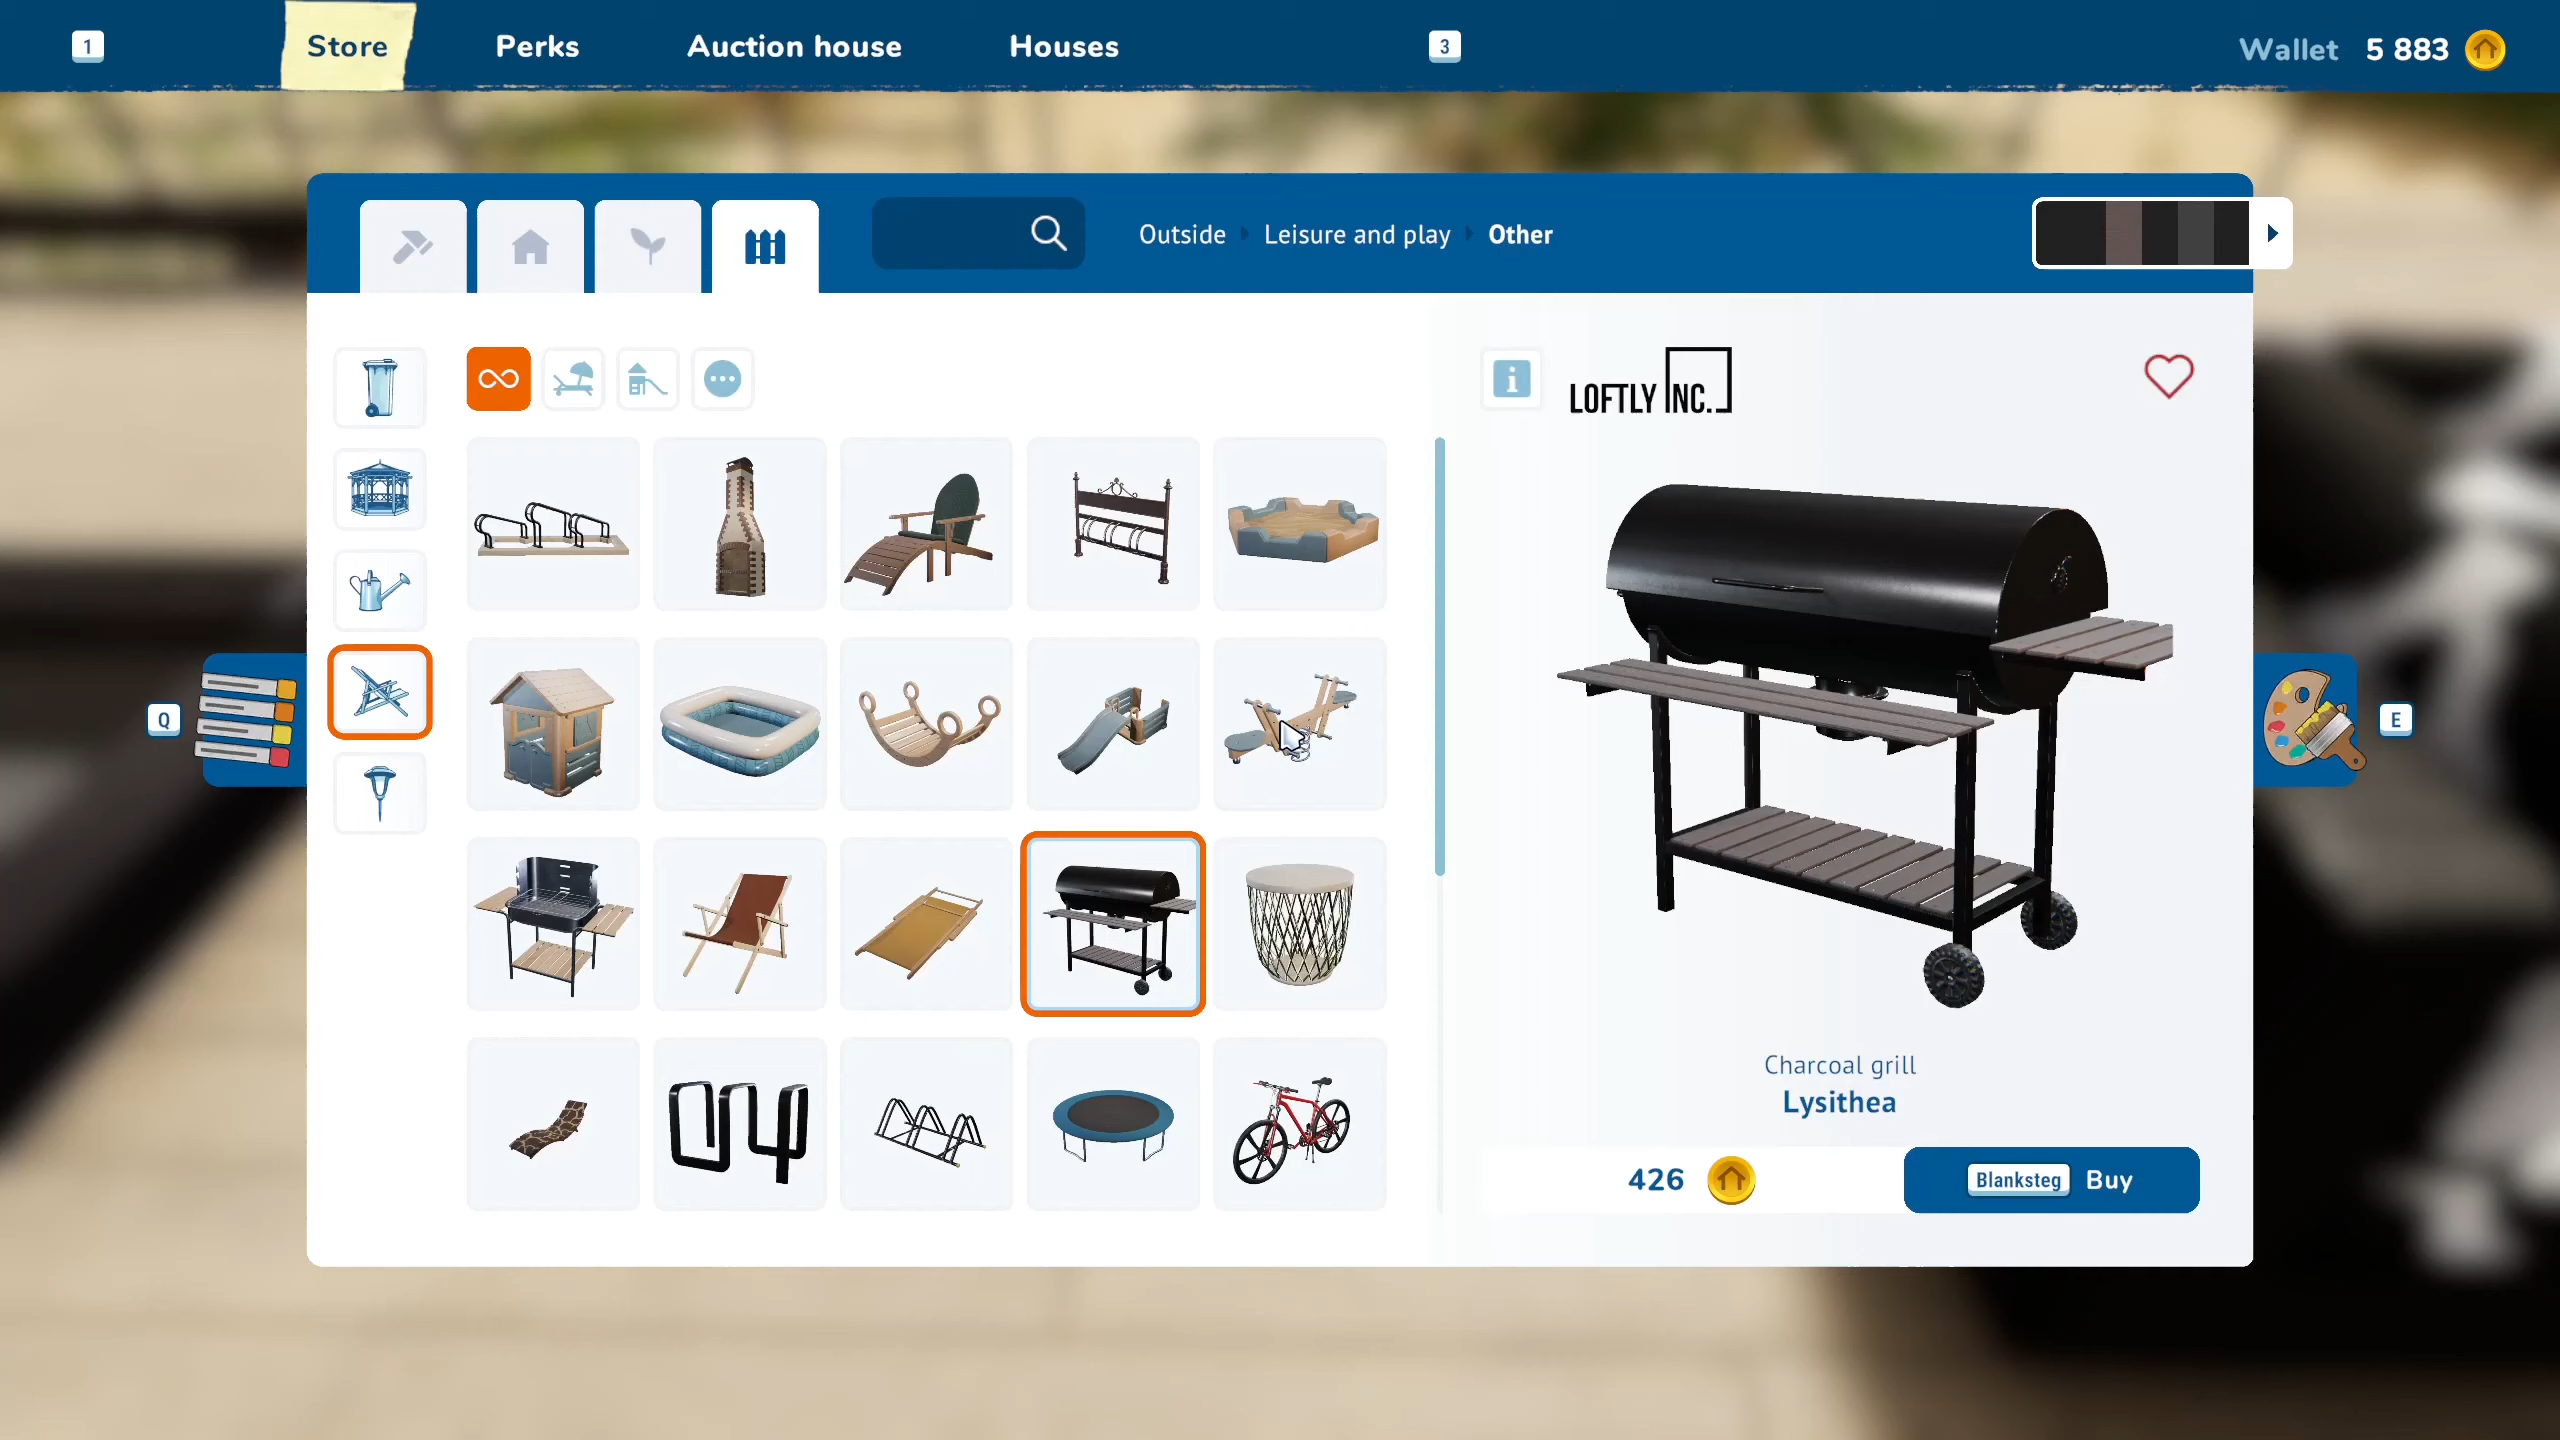 1
Store
Perks
Auction house
Houses
3
Wallet 5 883
Outside
Leisure and play
Other
i
LOFTLY INC.
Q
E
Charcoal grill
Lysithea
426
Blanksteg Buy